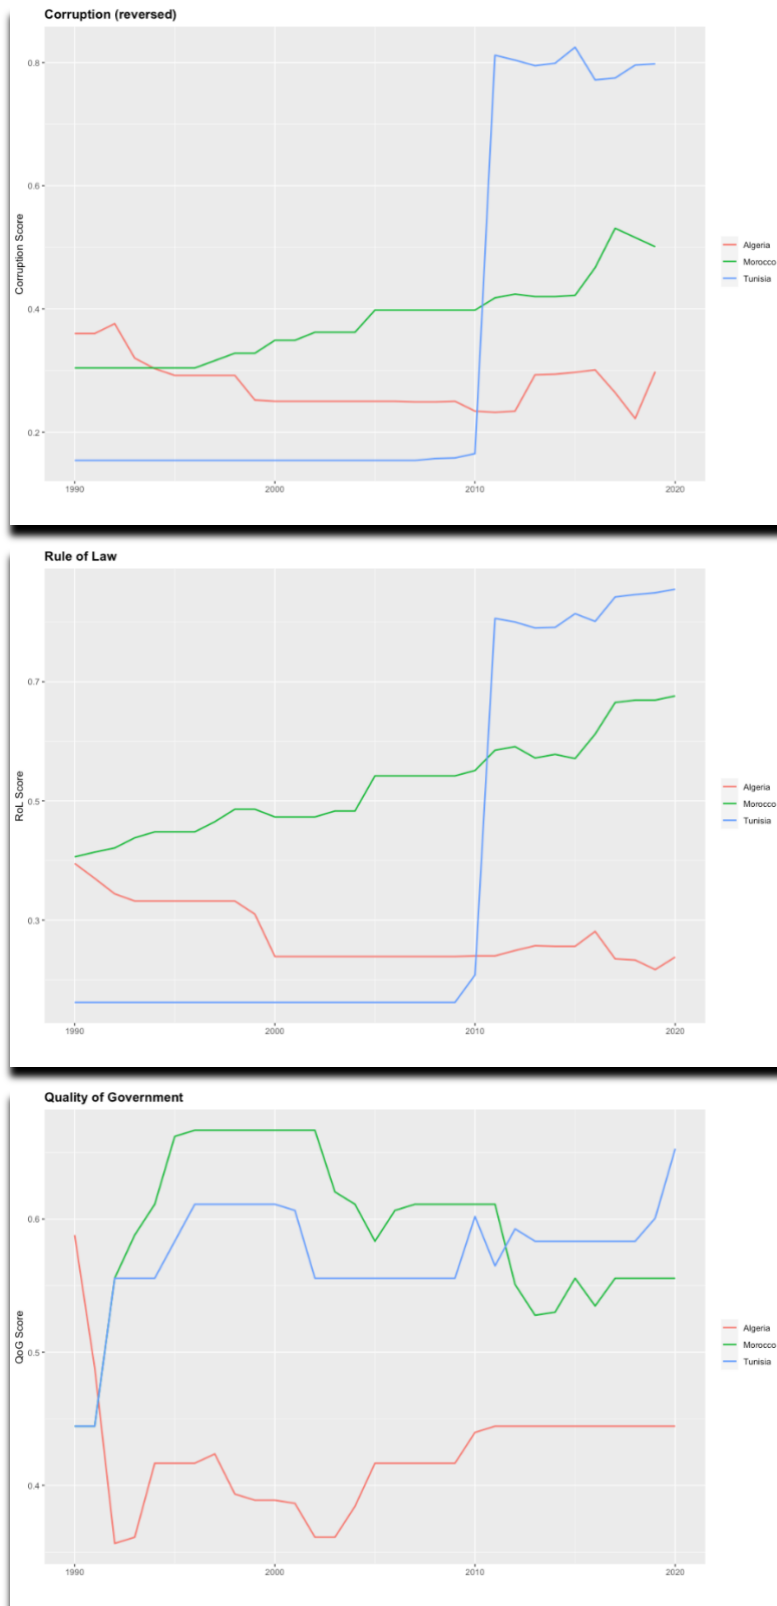 Corruption (reversed)
0.8
0.6
0.4
0.2
Corruption Score
1990 2000 2010 2020
Algeria
Morocco
Tunisia
Rule of Law
0.7
0.5
0.3
RoL Score
1990 2000 2010 2020
Algeria
Morocco
Tunisia
Quality of Government
0.6
0.5
0.4
QoG Score
1990 2000 2010 2020
Algeria
Morocco
Tunisia